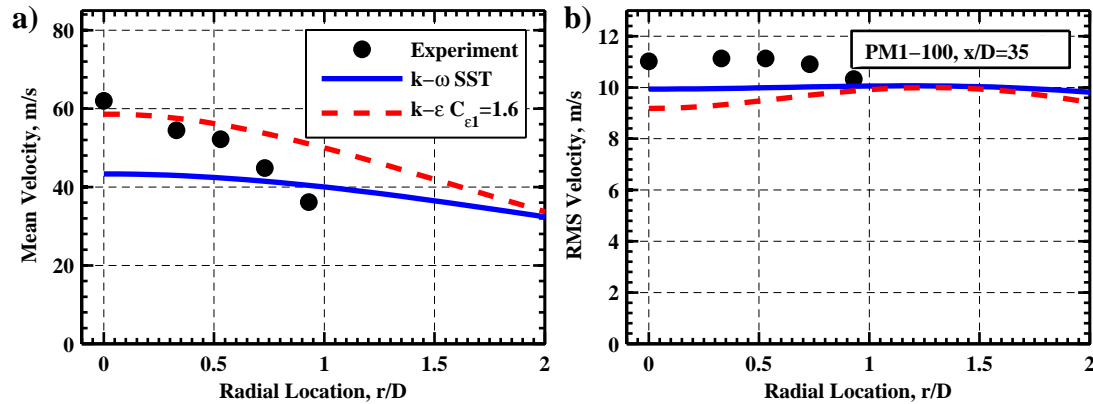 a)
80
60
40
20
0
Mean Velocity, m/s
0
0.5
1
1.5
2
Radial Location, r/D
Experiment
k−ω SST
k−ε Cε1=1.6
b)
12
10
8
6
4
2
0
RMS Velocity, m/s
0
0.5
1
1.5
2
Radial Location, r/D
PM1−100, x/D=35